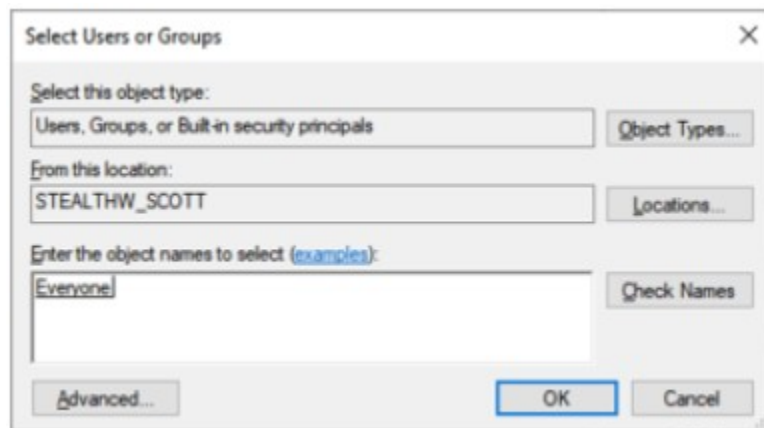 Select Users or Groups
Select this object type:
Users, Groups, or Built-in security principals
Object Types...
From this location:
STEALTHW_SCOTT
Locations...
Enter the object names to select (examples):
Everyone
Check Names
Advanced...
OK
Cancel